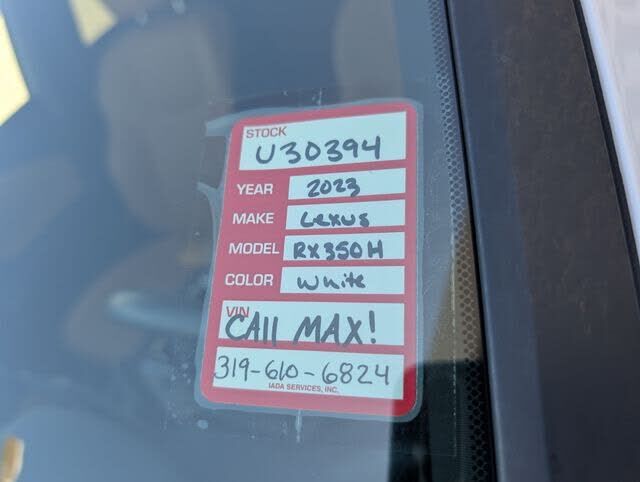 STOCK
U30394
YEAR 2023
MAKE Lexus
MODEL RX350H
COLOR White
VIN
CAll MAX!
319-610-6824
IADA SERVICES, INC.